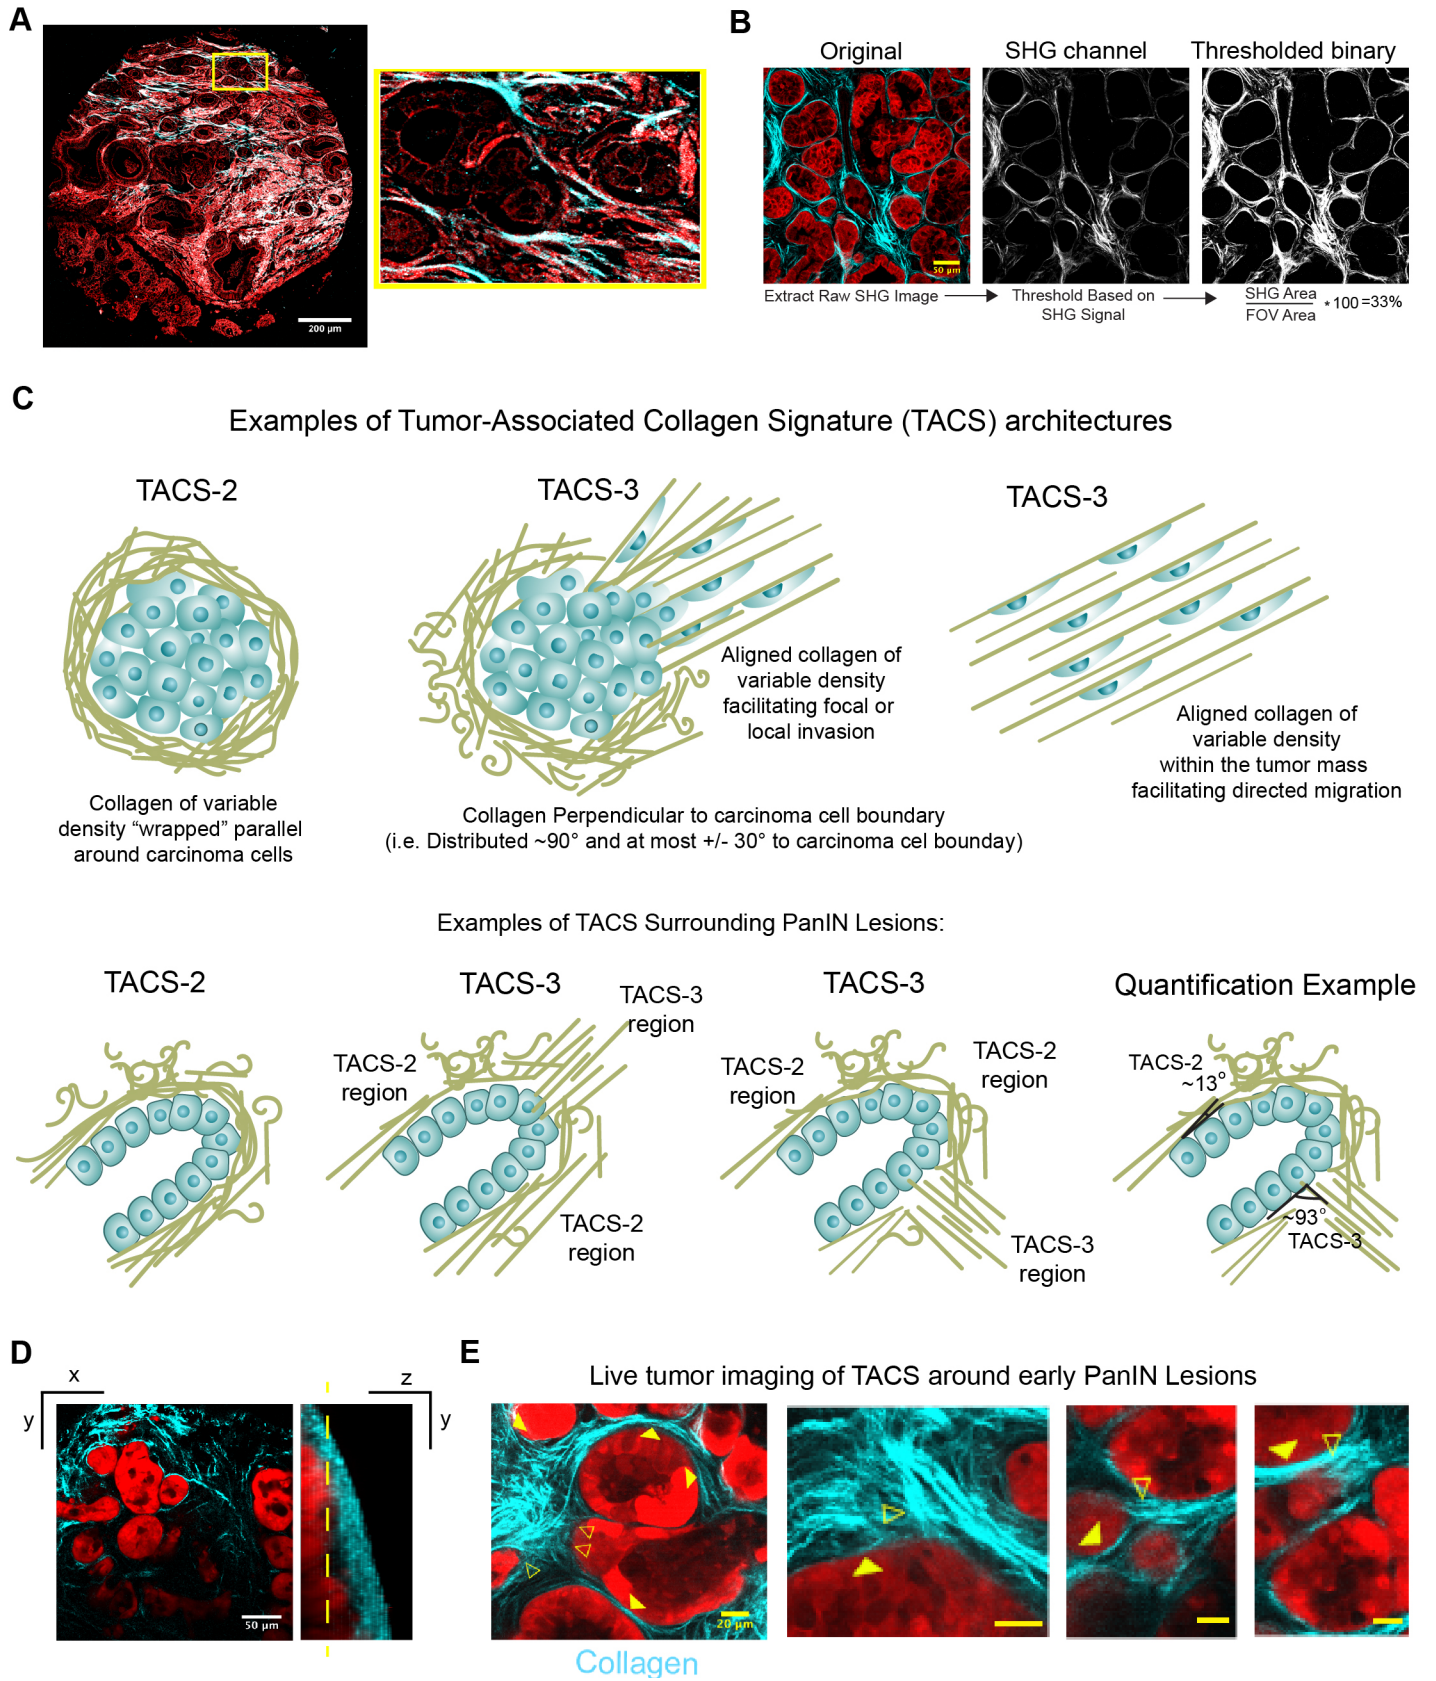 A
200 µm
B
Original
SHG channel
Thresholded binary
50 µm
Extract Raw SHG Image
Threshold Based on
SHG Signal
SHG Area
FOV Area
*100=33%
C
Examples of Tumor-Associated Collagen Signature (TACS) architectures
TACS-2
TACS-3
TACS-3
Aligned collagen of
variable density
facilitating focal or
local invasion
Aligned collagen of
variable density
within the tumor mass
facilitating directed migration
Collagen of variable
density “wrapped” parallel
around carcinoma cells
Collagen Perpendicular to carcinoma cell boundary
(i.e. Distributed ~90° and at most +/- 30° to carcinoma cel bounday)
Examples of TACS Surrounding PanIN Lesions:
TACS-2
TACS-3
TACS-3
Quantification Example
TACS-2
region
TACS-3
region
TACS-2
region
TACS-2
region
TACS-2
region
TACS-3
region
TACS-2
~13°
~93°
TACS-3
D
x
y
z
y
50 µm
E
Live tumor imaging of TACS around early PanIN Lesions
20 µm
Collagen